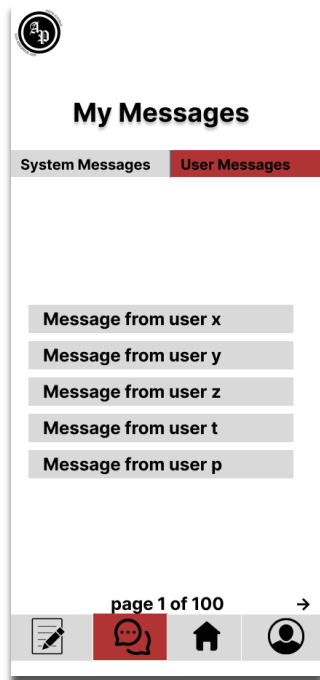 AP
My Messages
System Messages User Messages
Message from user x
Message from user y
Message from user z
Message from user t
Message from user p
page 1 of 100 →